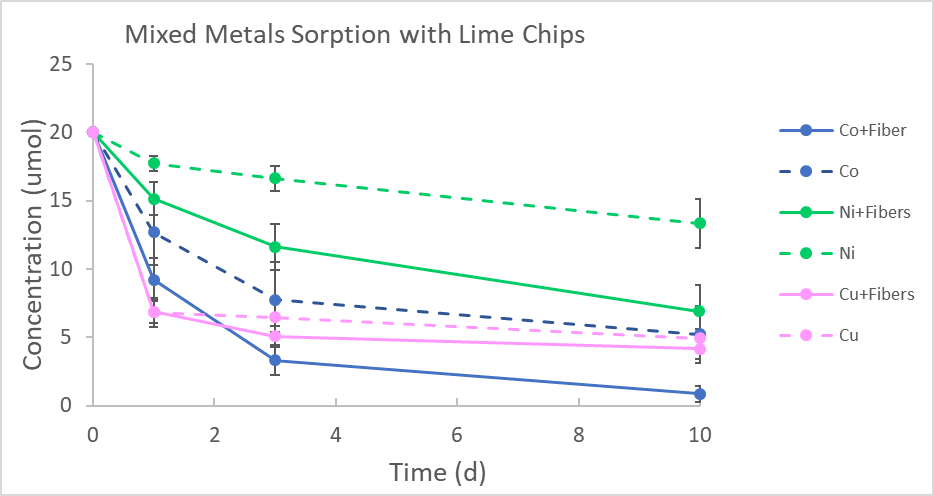 Mixed Metals Sorption with Lime Chips
25
20
15
10
5
0
Concentration (umol)
0 2 4 6 8 10
Time (d)
Co+Fiber
Co
Ni+Fibers
Ni
Cu+Fibers
Cu